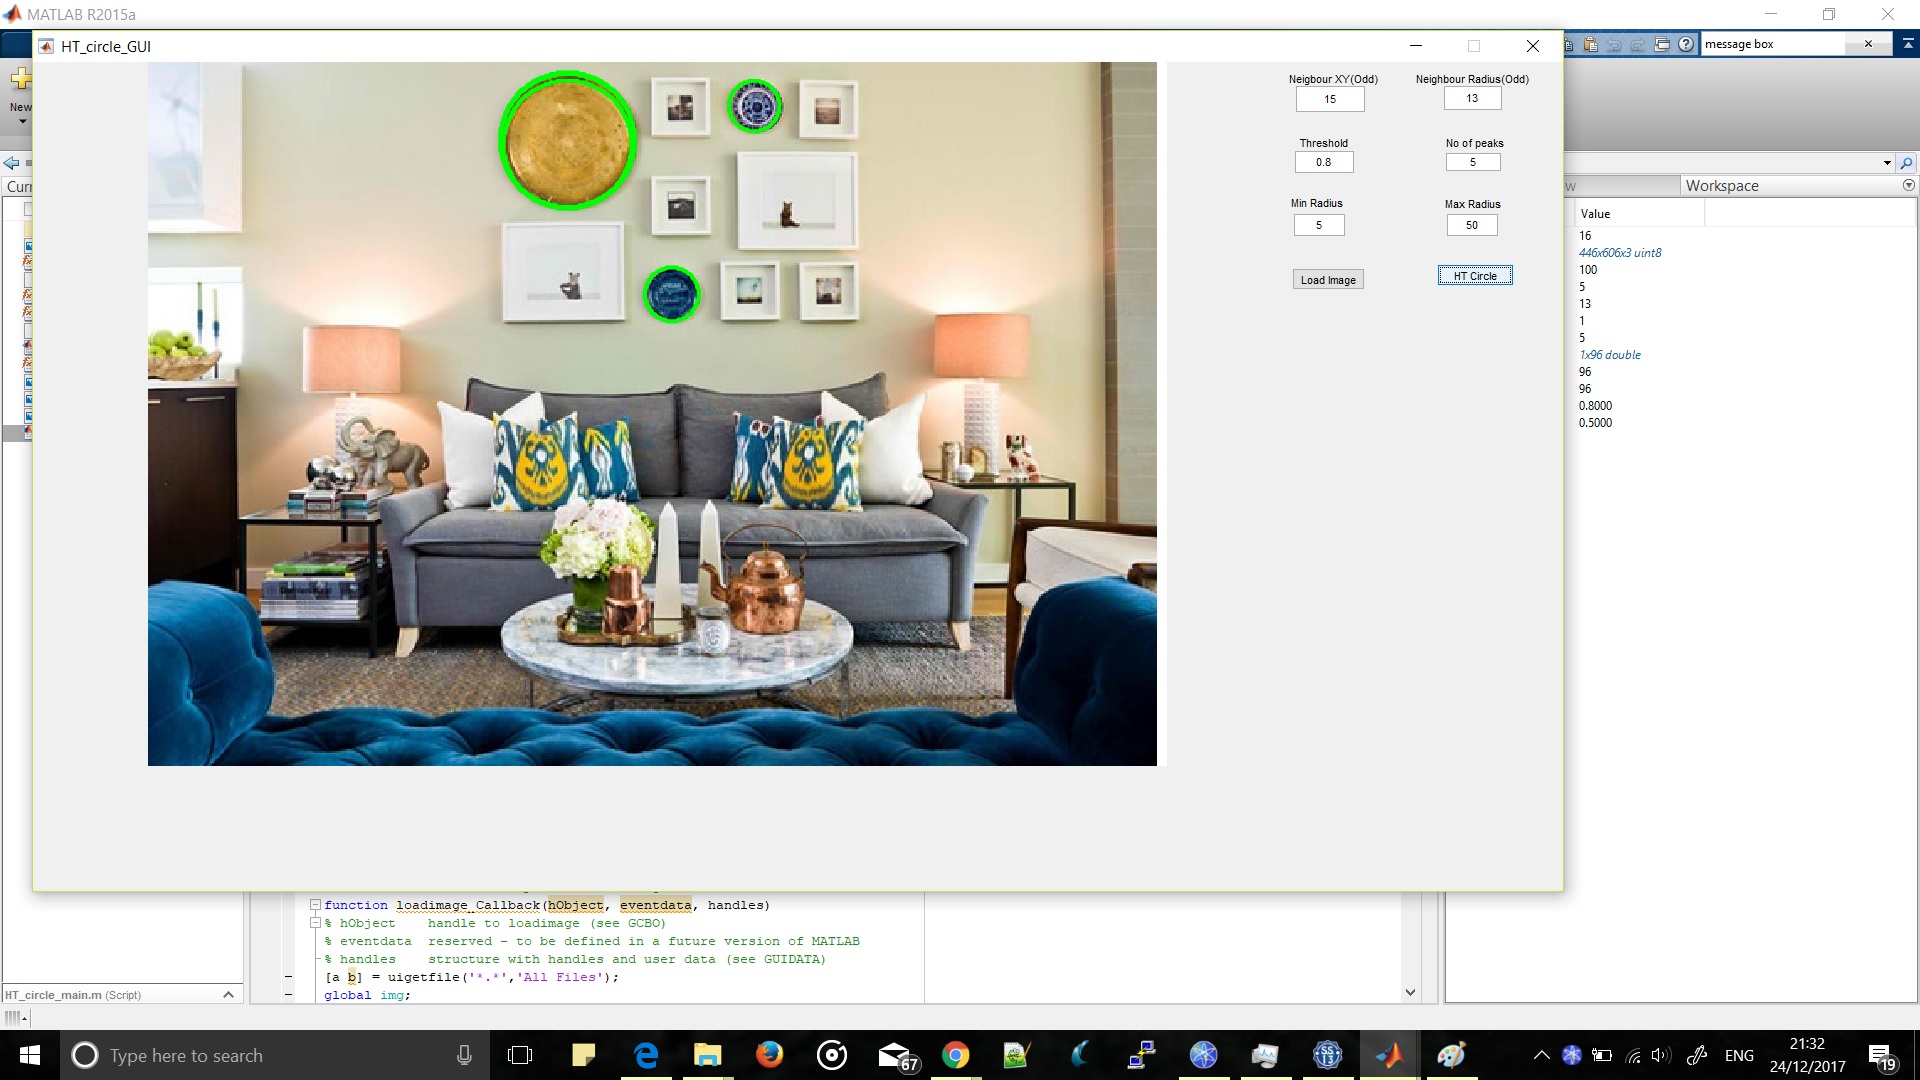 MATLAB R2015a
HT_circle_GUI
message box
New
Neigbour XY(Odd)
Neighbour Radius(Odd)
15
13
Threshold
No of peaks
0.8
5
Min Radius
Max Radius
5
50
Load Image
HT Circle
Curr
w
Workspace
Value
16
446x606x3 uint8
100
5
13
1
5
1x96 double
96
96
0.8000
0.5000
function loadimage_Callback(hObject, eventdata, handles)
% hObject    handle to loadimage (see GCBO)
% eventdata  reserved - to be defined in a future version of MATLAB
% handles    structure with handles and user data (see GUIDATA)
[a b] = uigetfile('*.*','All Files');
global img;
HT_circle_main.m (Script)
Type here to search
67
SS
13
ENG
21:32
24/12/2017
19